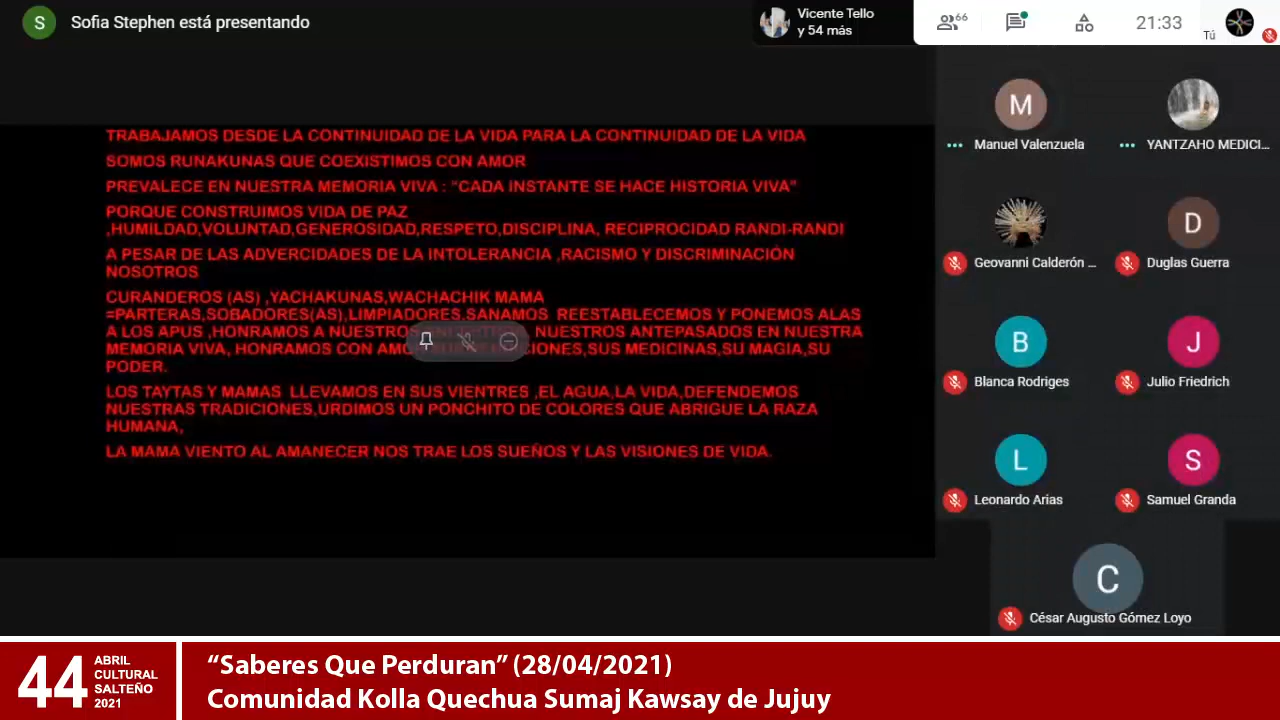 S
Sofia Stephen está presentando
Vicente Tello
y 54 más
66
21:33
Tú
TRABAJAMOS DESDE LA CONTINUIDAD DE LA VIDA PARA LA CONTINUIDAD DE LA VIDA
SOMOS RUNAKUNAS QUE COEXISTIMOS CON AMOR
PREVALECE EN NUESTRA MEMORIA VIVA : “CADA INSTANTE SE HACE HISTORIA VIVA”
PORQUE CONSTRUIMOS VIDA DE PAZ
,HUMILDAD,VOLUNTAD,GENEROSIDAD,RESPETO,DISCIPLINA, RECIPROCIDAD RANDI-RANDI
A PESAR DE LAS ADVERCIDADES DE LA INTOLERANCIA ,RACISMO Y DISCRIMINACIÓN
NOSOTROS
CURANDEROS (AS) ,YACHAKUNAS,WACHACHIK MAMA
=PARTERAS,SOBADORES(AS),LIMPIADORES,SANAMOS REESTABLECEMOS Y PONEMOS ALAS
A LOS APUS ,HONRAMOS A NUESTROS NUESTROS ANTEPASADOS EN NUESTRA
MEMORIA VIVA, HONRAMOS CON SUS MEDICINAS,SU MAGIA,SU
PODER.
LOS TAYTAS Y MAMAS LLEVAMOS EN SUS VIENTRES ,EL AGUA,LA VIDA,DEFENDEMOS
NUESTRAS TRADICIONES,URDIMOS UN PONCHITO DE COLORES QUE ABRIGUE LA RAZA
HUMANA,
LA MAMA VIENTO AL AMANECER NOS TRAE LOS SUEÑOS Y LAS VISIONES DE VIDA.
M
Manuel Valenzuela
YANTZAHO MEDICI...
Geovanni Calderón ...
D
Duglas Guerra
B
Blanca Rodriges
J
Julio Friedrich
L
Leonardo Arias
S
Samuel Granda
C
César Augusto Gómez Loyo
44
ABRIL
CULTURAL
SALTEÑO
2021
“Saberes Que Perduran” (28/04/2021)
Comunidad Kolla Quechua Sumaj Kawsay de Jujuy